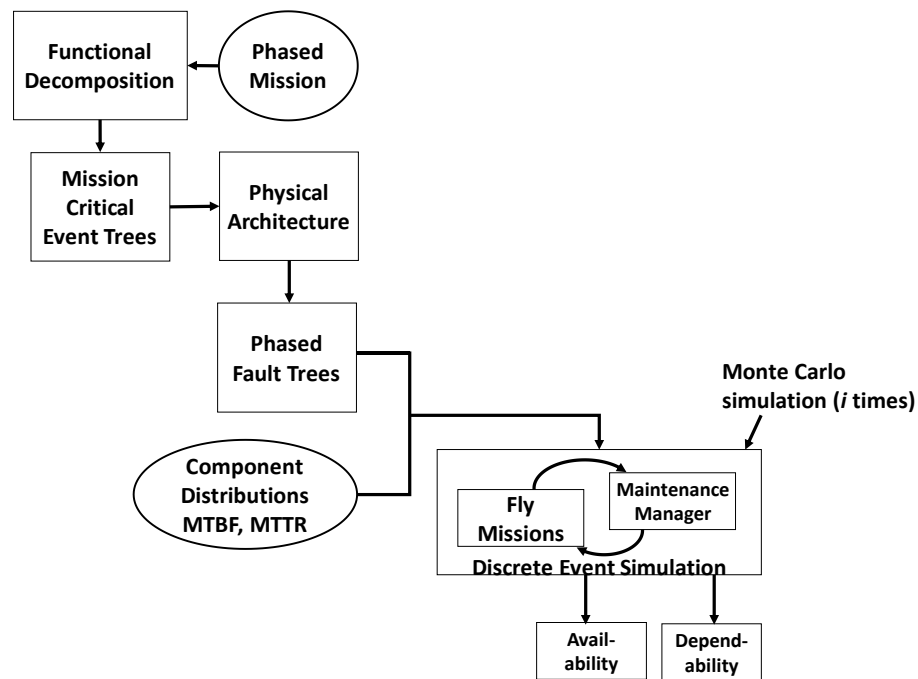 Functional
Decomposition
Phased
Mission
Mission
Critical
Event Trees
Physical
Architecture
Phased
Fault Trees
Monte Carlo
simulation (i times)
Component
Distributions
MTBF, MTTR
Fly
Missions
Maintenance
Manager
Discrete Event Simulation
Avail-
ability
Depend-
ability